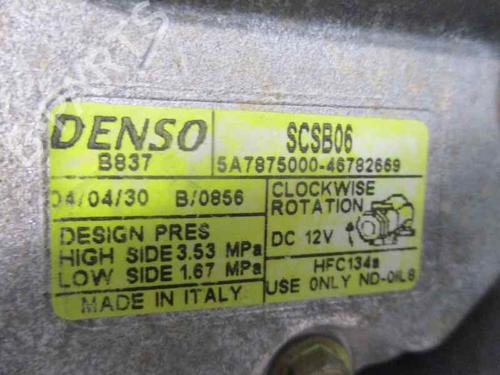 DENSO
SCSB06
B837
5A7875000-46782669
04/04/30 B/0856
CLOCKWISE
ROTATION
DC 12V
DESIGN PRES
HIGH SIDE 3.53 MPa
LOW SIDE 1.67 MPa
HFC134a
USE ONLY ND-OIL8
MADE IN ITALY